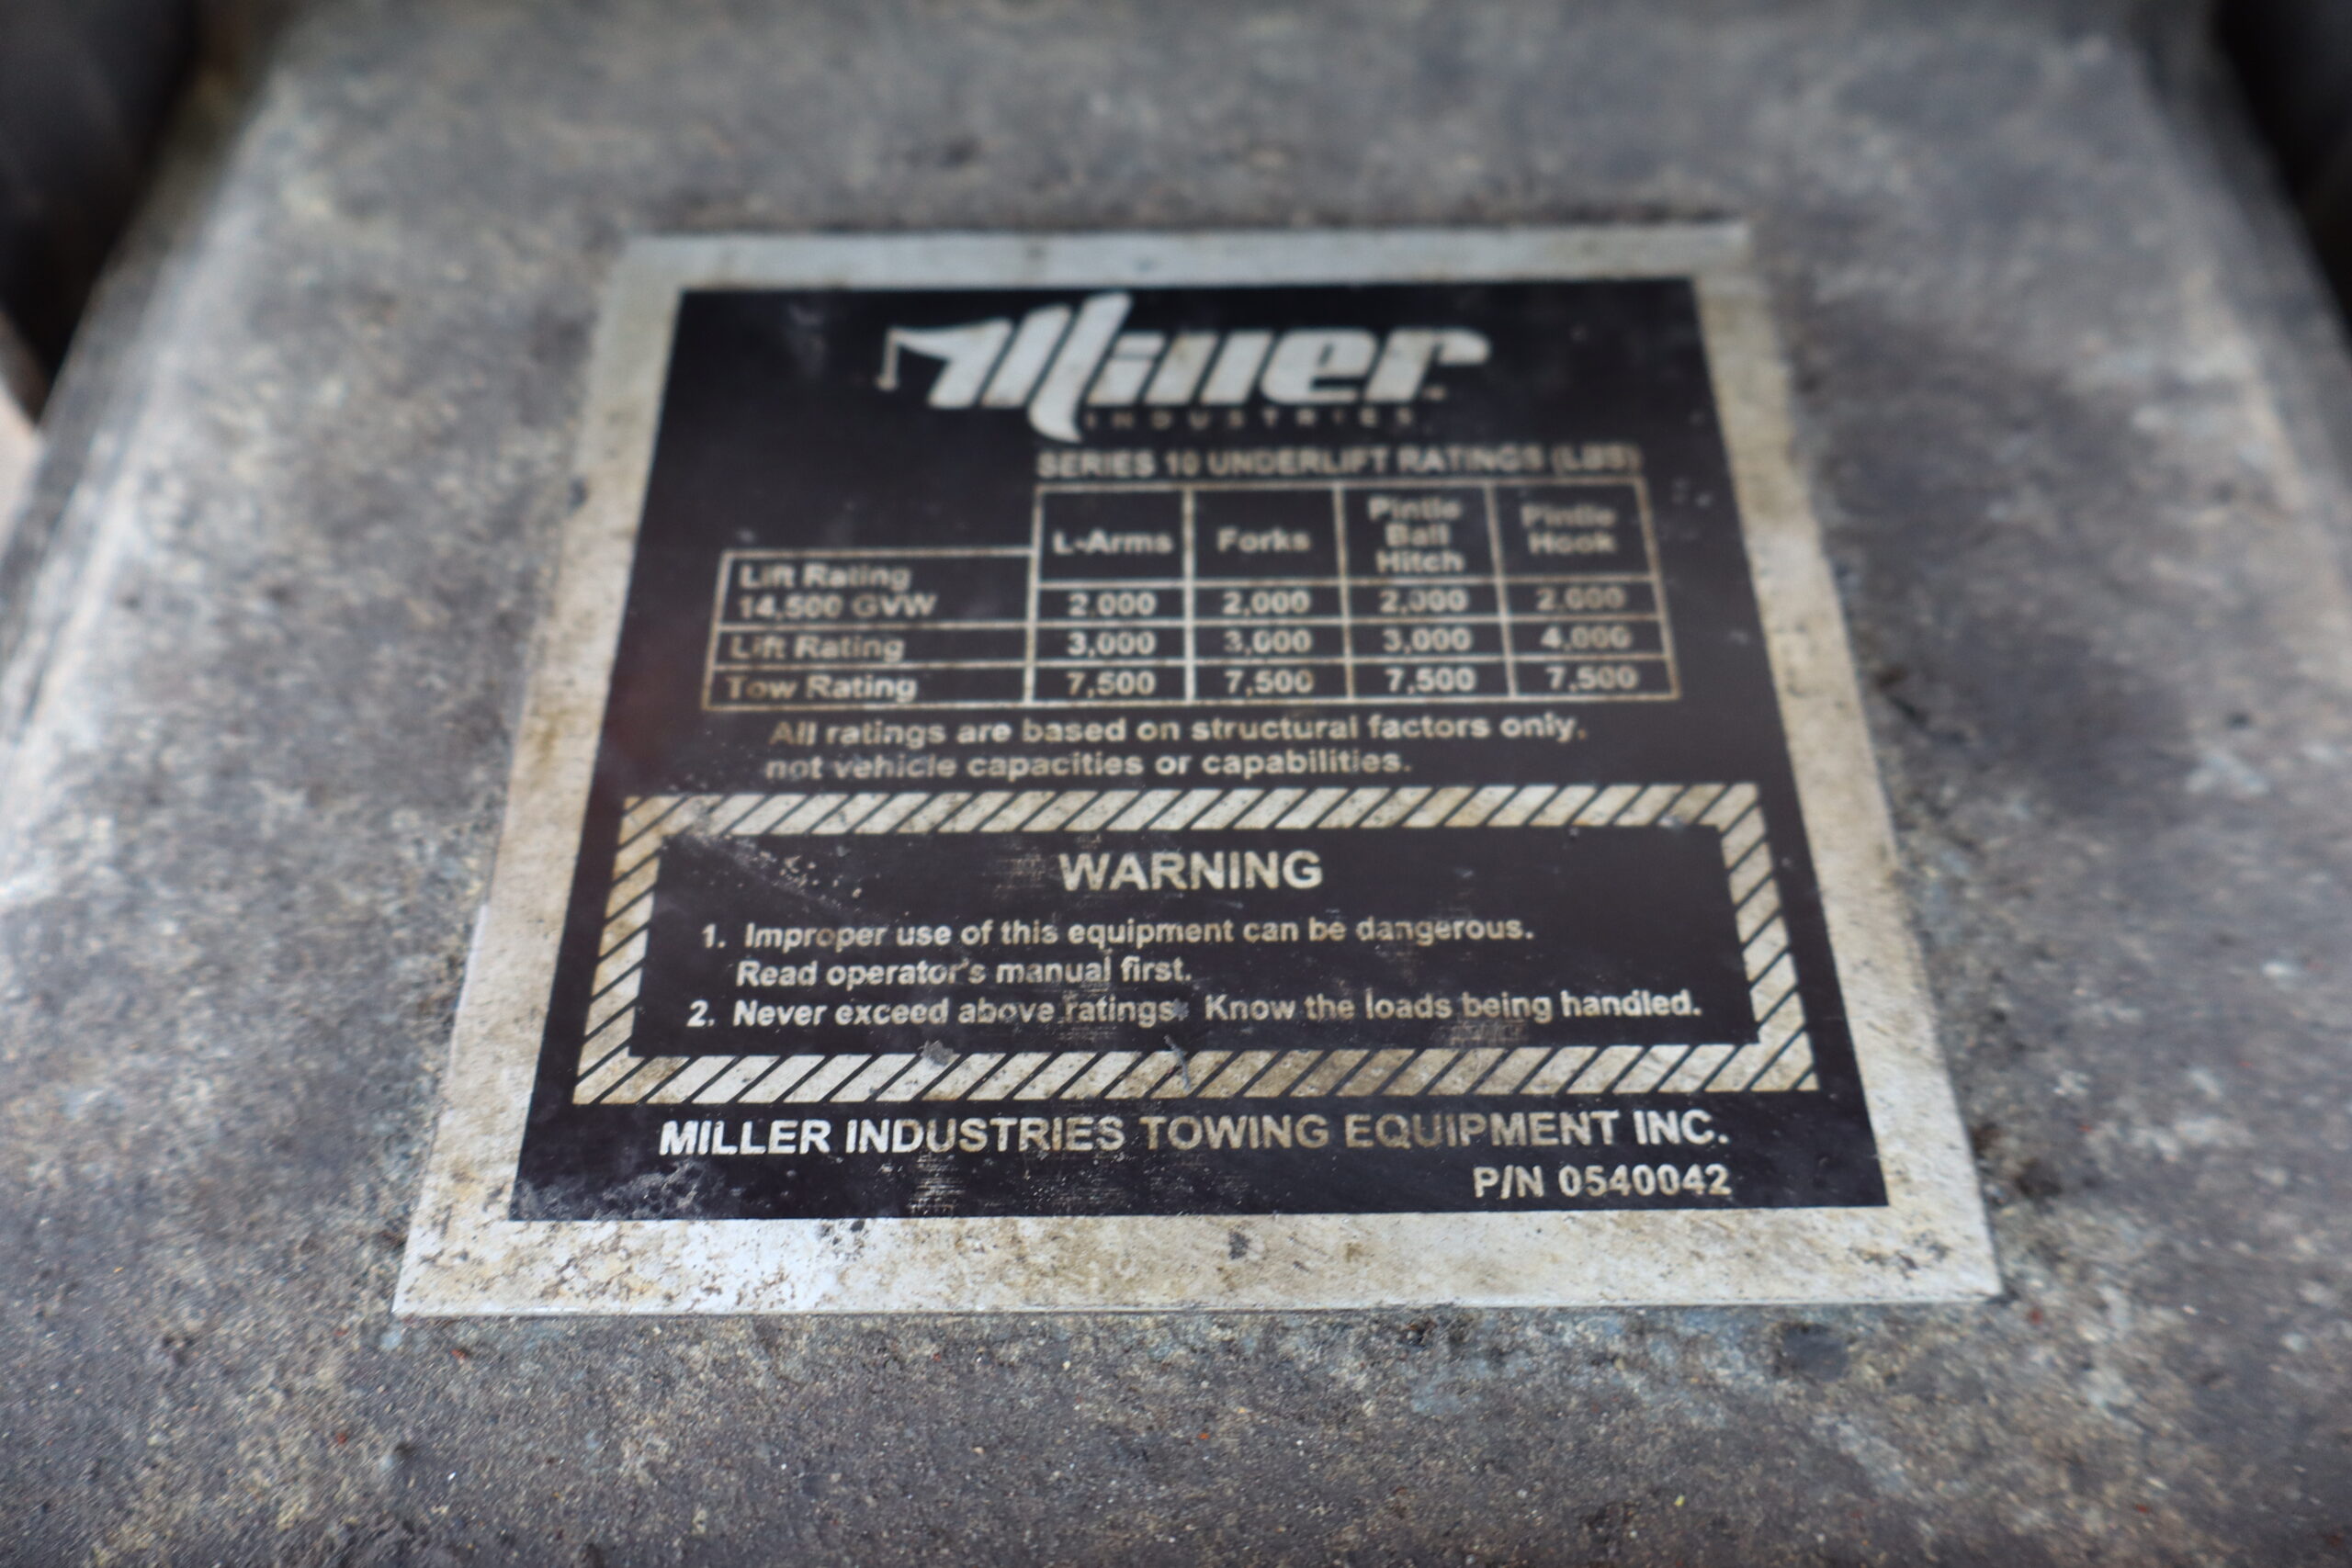 Miller
INDUSTRIES
SERIES 10 UNDERLIFT RATINGS (LBS)
L-Arms Forks Pintle Ball Hitch Pintle Hook
Lift Rating
14,500 GVW 2,000 2,000 2,000 2,000
Lift Rating 3,000 3,000 3,000 4,000
Tow Rating 7,500 7,500 7,500 7,500
All ratings are based on structural factors only,
not vehicle capacities or capabilities.
WARNING
1. Improper use of this equipment can be dangerous.
Read operator's manual first.
2. Never exceed above ratings. Know the loads being handled.
MILLER INDUSTRIES TOWING EQUIPMENT INC.
P/N 0540042